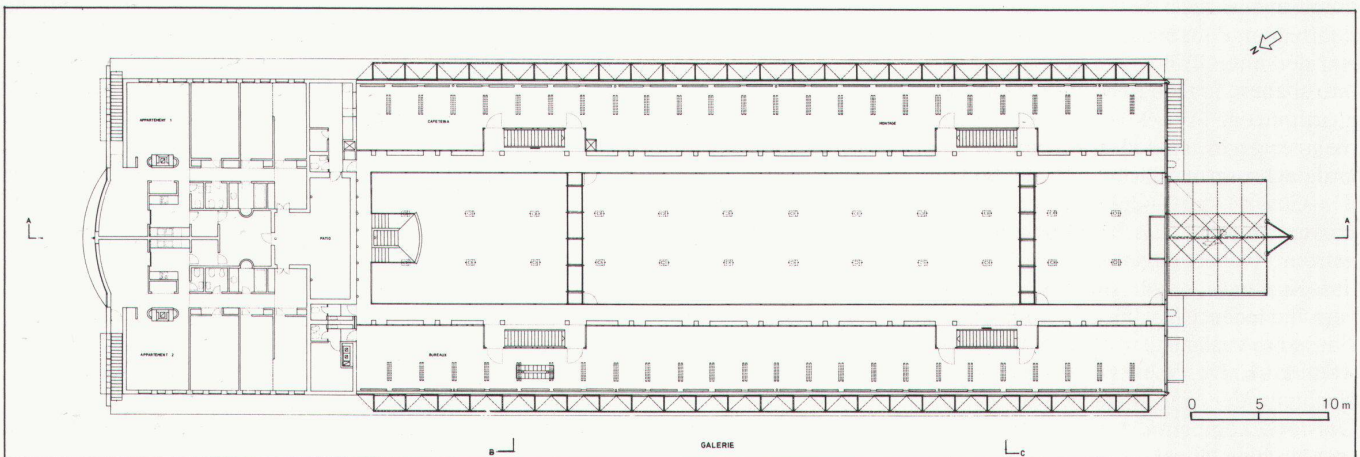 N
APPARTEMENT 1
CAFETERIA
MONTAGE
A
A
PATIO
APPARTEMENT 2
BUREAUX
0 5 10 m
B
GALERIE
C